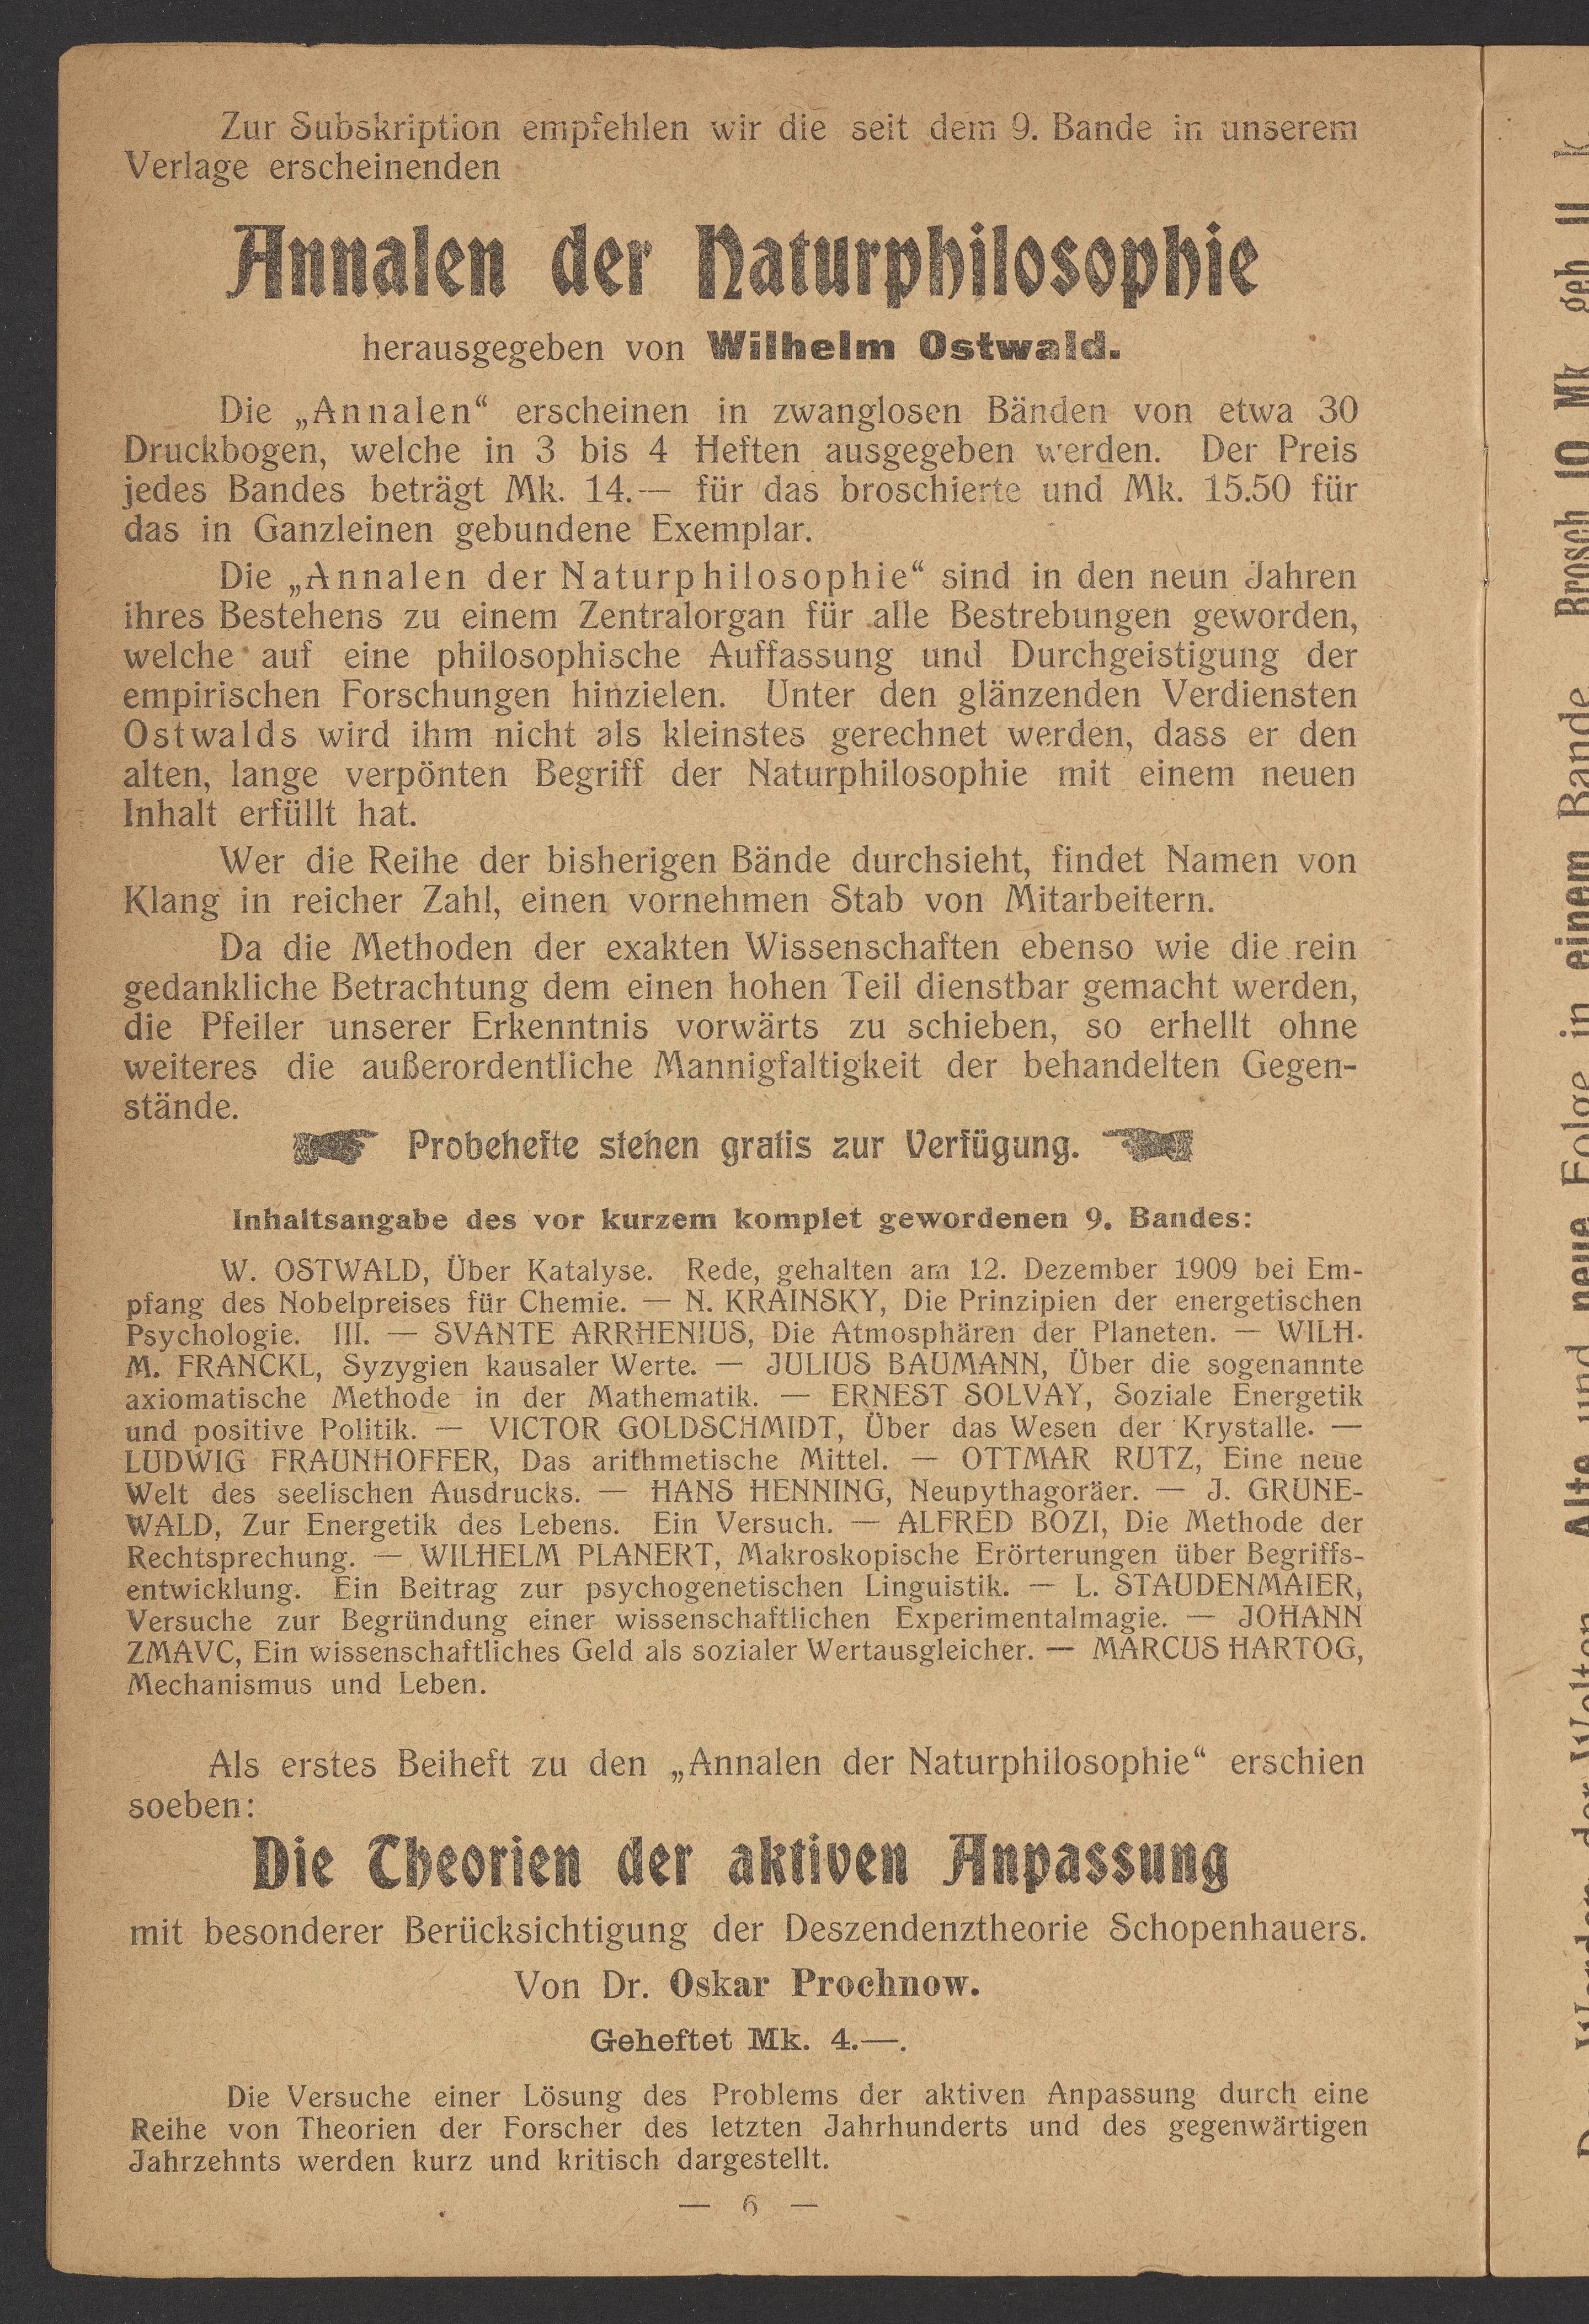 Zur Subskription empfehlen wir die seit dem 9. Bande in unserem
Verlage erscheinenden
Annalen der Naturphilosophie
herausgegeben von Wilhelm Ostwald.
Die „Annalen“ erscheinen in zwanglosen Bänden von etwa 30
Druckbogen, welche in 3 bis 4 Heften ausgegeben werden. Der Preis
jedes Bandes beträgt Mk. 14.— für das broschierte und Mk. 15.50 für
das in Ganzleinen gebundene Exemplar.
Die „Annalen der Naturphilosophie“ sind in den neun Jahren
ihres Bestehens zu einem Zentralorgan für alle Bestrebungen geworden,
welche auf eine philosophische Auffassung und Durchgeistigung der
empirischen Forschungen hinzielen. Unter den glänzenden Verdiensten
Ostwalds wird ihm nicht als kleinstes gerechnet werden, dass er den
alten, lange verpönten Begriff der Naturphilosophie mit einem neuen
Inhalt erfüllt hat.
Wer die Reihe der bisherigen Bände durchsieht, findet Namen von
Klang in reicher Zahl, einen vornehmen Stab von Mitarbeitern.
Da die Methoden der exakten Wissenschaften ebenso wie die rein
gedankliche Betrachtung dem einen hohen Teil dienstbar gemacht werden,
die Pfeiler unserer Erkenntnis vorwärts zu schieben, so erhellt ohne
weiteres die außerordentliche Mannigfaltigkeit der behandelten Gegen-
stände.
Probehefte stehen gratis zur Verfügung.
Inhaltsangabe des vor kurzem komplet gewordenen 9. Bandes:
W. OSTWALD, Über Katalyse. Rede, gehalten am 12. Dezember 1909 bei Em-
pfang des Nobelpreises für Chemie. — N. KRAINSKY, Die Prinzipien der energetischen
Psychologie. III. — SVANTE ARRHENIUS, Die Atmosphären der Planeten. — WILH.
M. FRANCKL, Syzygien kausaler Werte. — JULIUS BAUMANN, Über die sogenannte
axiomatische Methode in der Mathematik. — ERNEST SOLVAY, Soziale Energetik
und positive Politik. — VICTOR GOLDSCHMIDT, Über das Wesen der Krystalle. —
LUDWIG FRAUNHOFFER, Das arithmetische Mittel. — OTTMAR RUTZ, Eine neue
Welt des seelischen Ausdrucks. — HANS HENNING, Neupythagoräer. — J. GRUNE-
WALD, Zur Energetik des Lebens. Ein Versuch. — ALFRED BOZI, Die Methode der
Rechtsprechung. — WILHELM PLANERT, Makroskopische Erörterungen über Begriffs-
entwicklung. Ein Beitrag zur psychogenetischen Linguistik. — L. STAUDENMAIER,
Versuche zur Begründung einer wissenschaftlichen Experimentalmagie. — JOHANN
ZMAVC, Ein wissenschaftliches Geld als sozialer Wertausgleicher. — MARCUS HARTOG,
Mechanismus und Leben.
Als erstes Beiheft zu den „Annalen der Naturphilosophie“ erschien
soeben:
Die Theorien der aktiven Anpassung
mit besonderer Berücksichtigung der Deszendenztheorie Schopenhauers.
Von Dr. Oskar Prochnow.
Geheftet Mk. 4.—.
Die Versuche einer Lösung des Problems der aktiven Anpassung durch eine
Reihe von Theorien der Forscher des letzten Jahrhunderts und des gegenwärtigen
Jahrzehnts werden kurz und kritisch dargestellt.
— 6 —
Alte und neue Folge in einem Bande Brosch 10 Mk geb 11